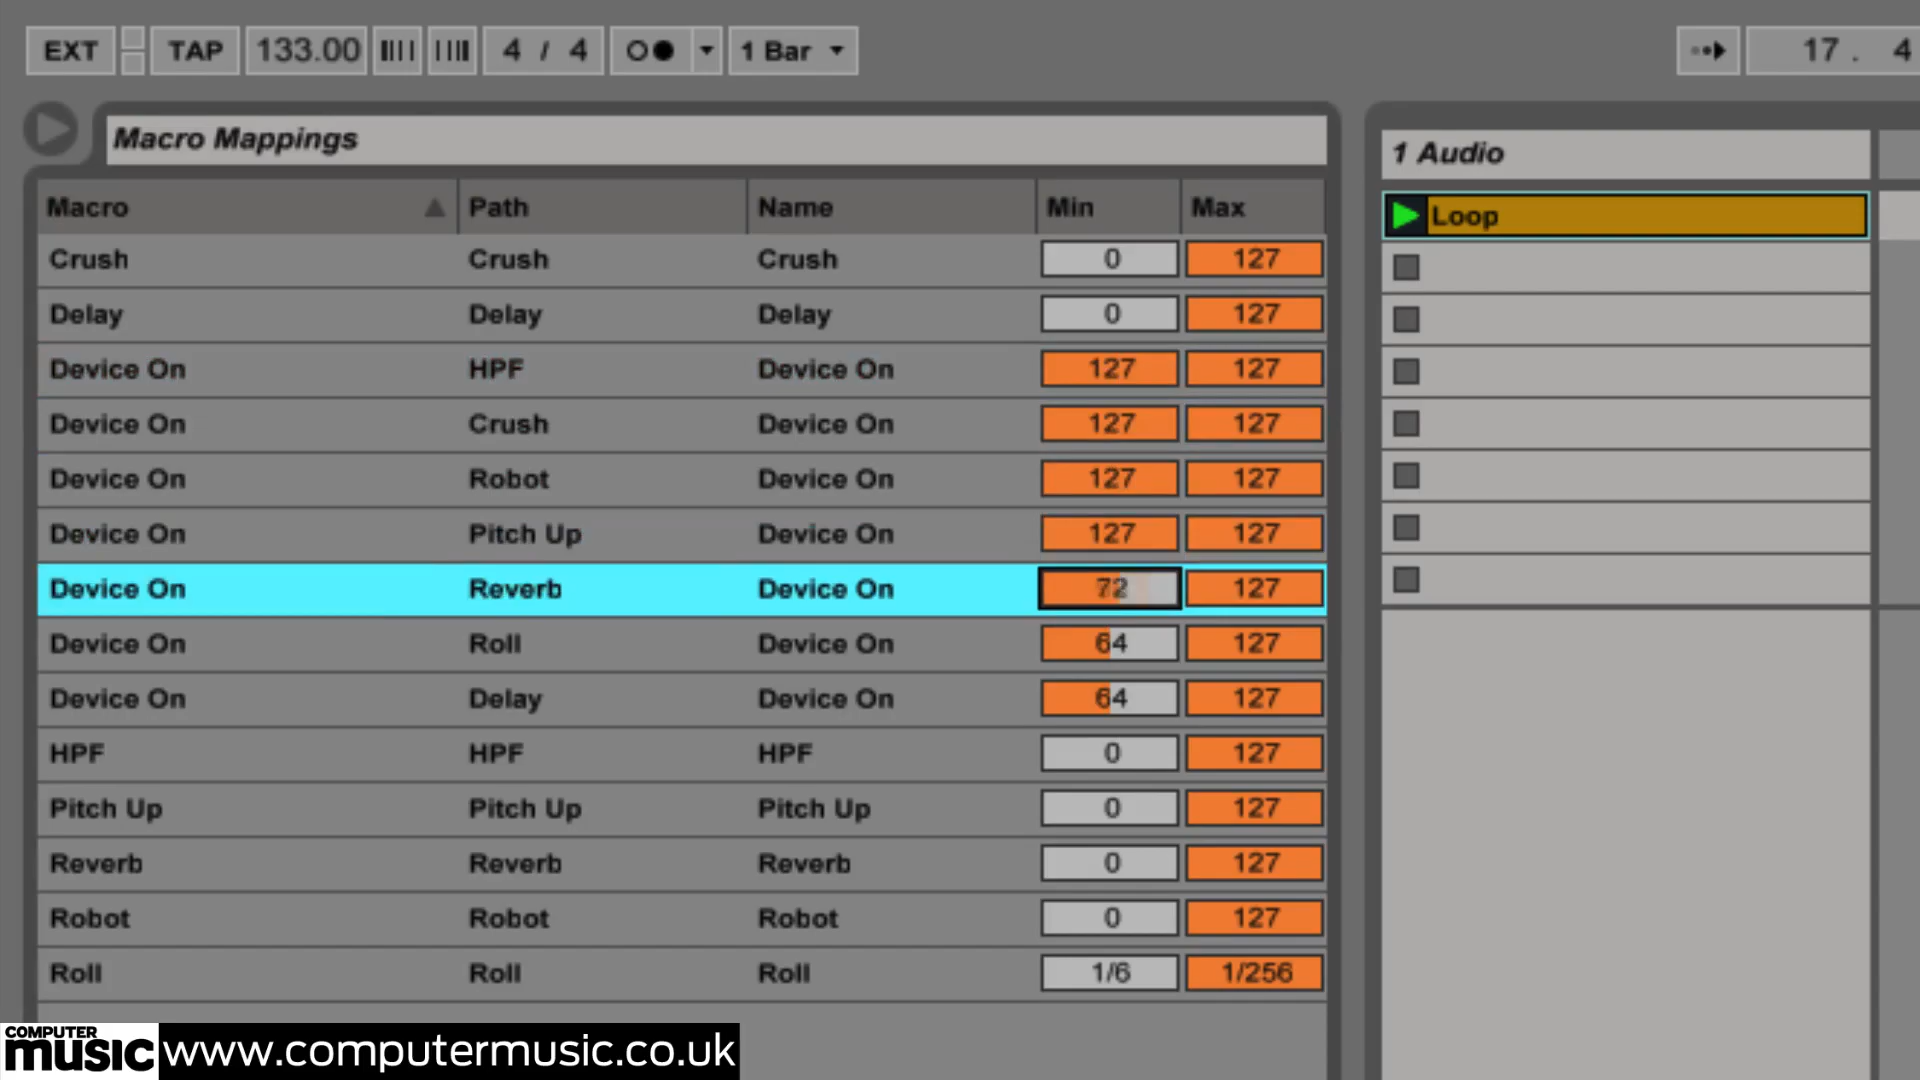 EXT TAP 133.00 4 / 4 1 Bar 17 . 4
Macro Mappings
1 Audio
Macro Path Name Min Max
Loop
Crush Crush Crush 0 127
Delay Delay Delay 0 127
Device On HPF Device On 127 127
Device On Crush Device On 127 127
Device On Robot Device On 127 127
Device On Pitch Up Device On 127 127
Device On Reverb Device On 72 127
Device On Roll Device On 64 127
Device On Delay Device On 64 127
HPF HPF HPF 0 127
Pitch Up Pitch Up Pitch Up 0 127
Reverb Reverb Reverb 0 127
Robot Robot Robot 0 127
Roll Roll Roll 1/6 1/256
COMPUTER
music www.computermusic.co.uk